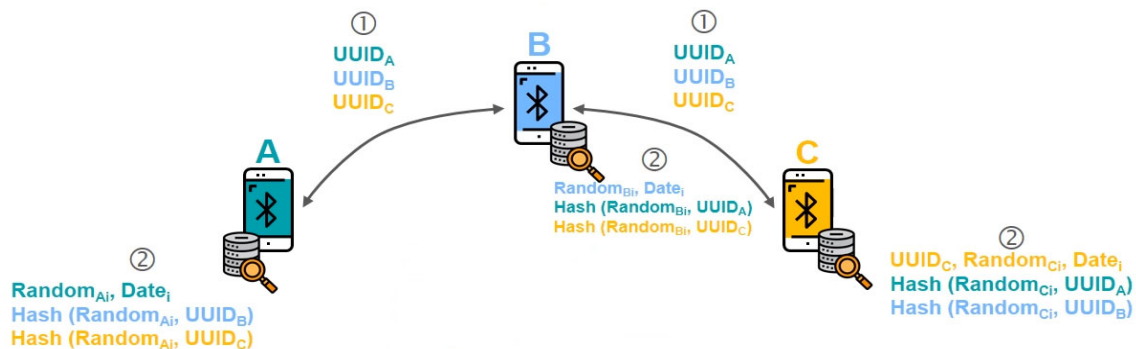 ①
UUIDA
UUIDB
UUIDC
①
UUIDA
UUIDB
UUIDC
B
A
C
②
RandomBi, Datei
Hash (RandomBi, UUIDA)
Hash (RandomBi, UUIDC)
②
RandomAi, Datei
Hash (RandomAi, UUIDB)
Hash (RandomAi, UUIDC)
②
UUIDC, RandomCi, Datei
Hash (RandomCi, UUIDA)
Hash (RandomCi, UUIDB)